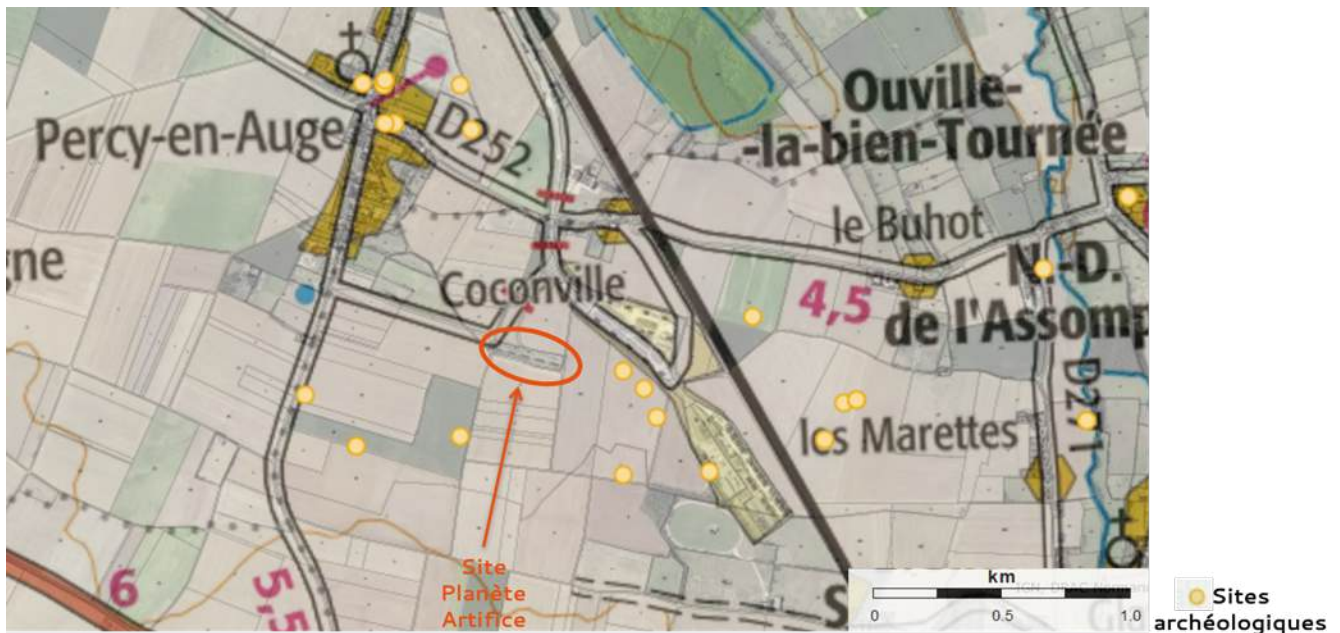 Ouville-
-la-bien-Tournée
Percy-en-Auge
D252
le Buhot
N.-D.
de l'Assomp
Coconville
4,5
D271
les Marettes
Site
Planète
Artifice
6
5,5
km
0
0.5
1.0
Sites
archéologiques